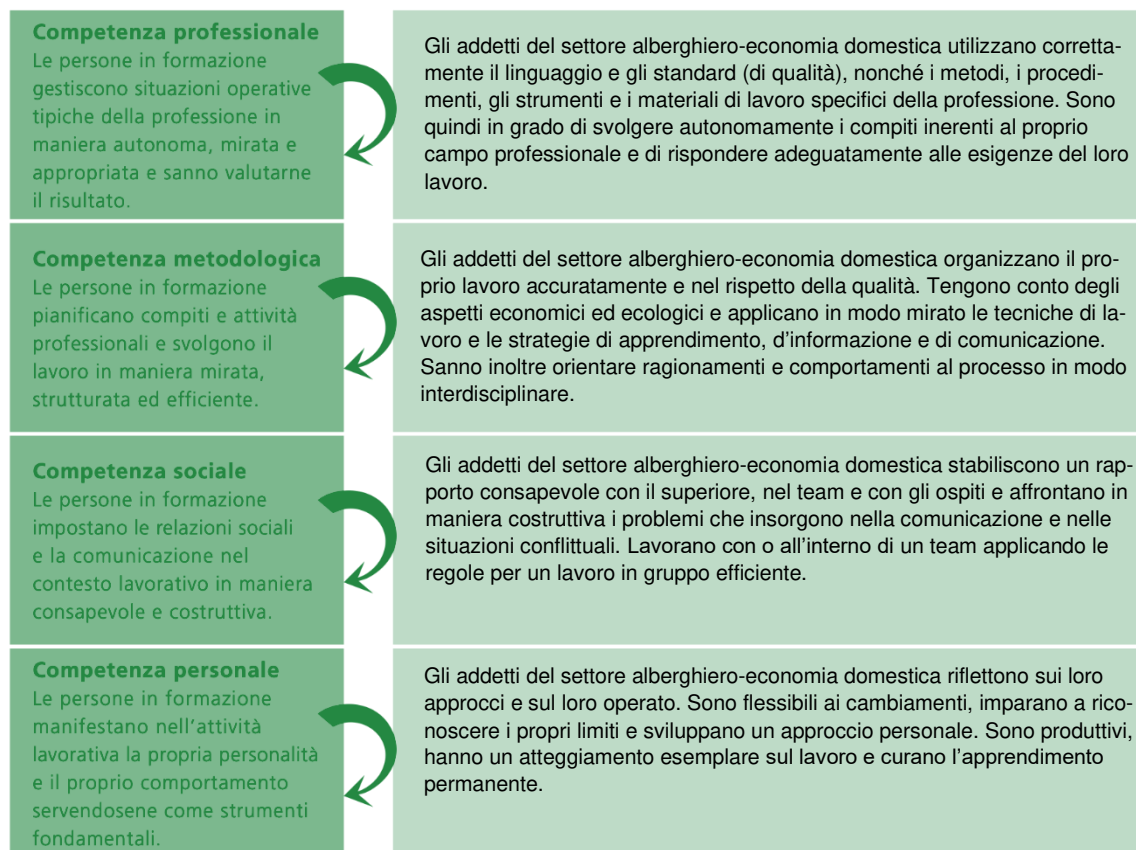 Competenza professionale
Le persone in formazione
gestiscono situazioni operative
tipiche della professione in
maniera autonoma, mirata e
appropriata e sanno valutarne
il risultato.
Gli addetti del settore alberghiero-economia domestica utilizzano corretta-
mente il linguaggio e gli standard (di qualità), nonché i metodi, i procedi-
menti, gli strumenti e i materiali di lavoro specifici della professione. Sono
quindi in grado di svolgere autonomamente i compiti inerenti al proprio
campo professionale e di rispondere adeguatamente alle esigenze del loro
lavoro.
Competenza metodologica
Le persone in formazione
pianificano compiti e attività
professionali e svolgono il
lavoro in maniera mirata,
strutturata ed efficiente.
Gli addetti del settore alberghiero-economia domestica organizzano il pro-
prio lavoro accuratamente e nel rispetto della qualità. Tengono conto degli
aspetti economici ed ecologici e applicano in modo mirato le tecniche di la-
voro e le strategie di apprendimento, d'informazione e di comunicazione.
Sanno inoltre orientare ragionamenti e comportamenti al processo in modo
interdisciplinare.
Competenza sociale
Le persone in formazione
impostano le relazioni sociali
e la comunicazione nel
contesto lavorativo in maniera
consapevole e costruttiva.
Gli addetti del settore alberghiero-economia domestica stabiliscono un rap-
porto consapevole con il superiore, nel team e con gli ospiti e affrontano in
maniera costruttiva i problemi che insorgono nella comunicazione e nelle
situazioni conflittuali. Lavorano con o all'interno di un team applicando le
regole per un lavoro in gruppo efficiente.
Competenza personale
Le persone in formazione
manifestano nell'attività
lavorativa la propria personalità
e il proprio comportamento
servendosene come strumenti
fondamentali.
Gli addetti del settore alberghiero-economia domestica riflettono sui loro
approcci e sul loro operato. Sono flessibili ai cambiamenti, imparano a rico-
noscere i propri limiti e sviluppano un approccio personale. Sono produttivi,
hanno un atteggiamento esemplare sul lavoro e curano l'apprendimento
permanente.